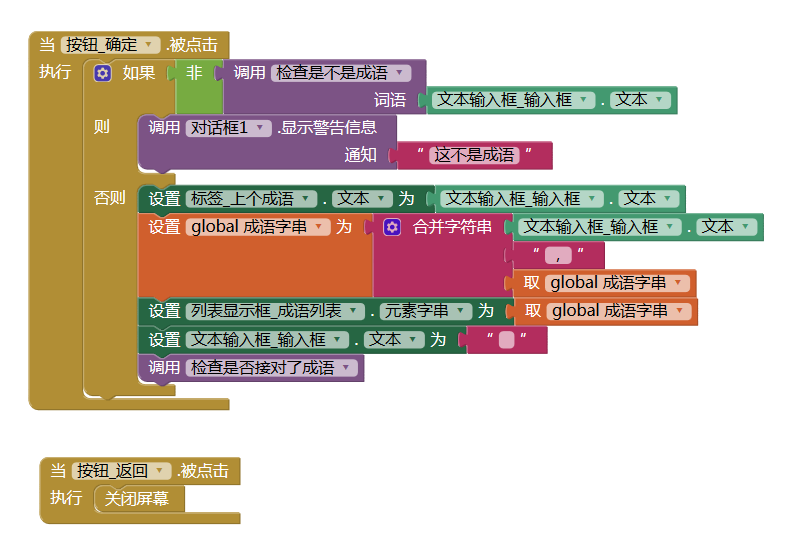 当 按钮_确定 .被点击
执行 如果 非 调用 检查是不是成语
词语 文本输入框_输入框 . 文本
则 调用 对话框1 .显示警告信息
通知 “ 这不是成语 ”
否则 设置 标签_上个成语 . 文本 为 文本输入框_输入框 . 文本
设置 global 成语字串 为 合并字符串 文本输入框_输入框 . 文本
“ , ”
取 global 成语字串
设置 列表显示框_成语列表 . 元素字串 为 取 global 成语字串
设置 文本输入框_输入框 . 文本 为 “ ”
调用 检查是否接对了成语
当 按钮_返回 .被点击
执行 关闭屏幕